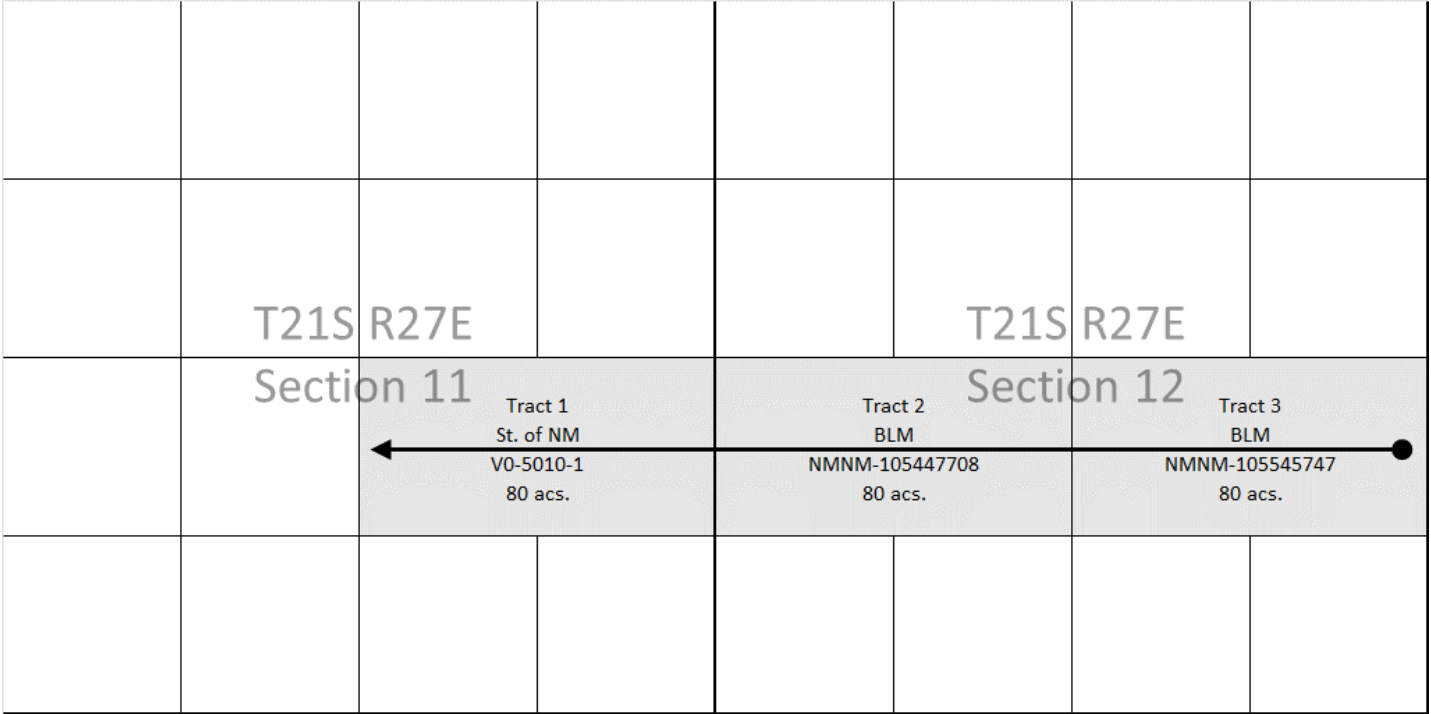 T21S R27E
Section 11
T21S R27E
Section 12
Tract 1
St. of NM
V0-5010-1
80 acs.
Tract 2
BLM
NMNM-105447708
80 acs.
Tract 3
BLM
NMNM-105545747
80 acs.